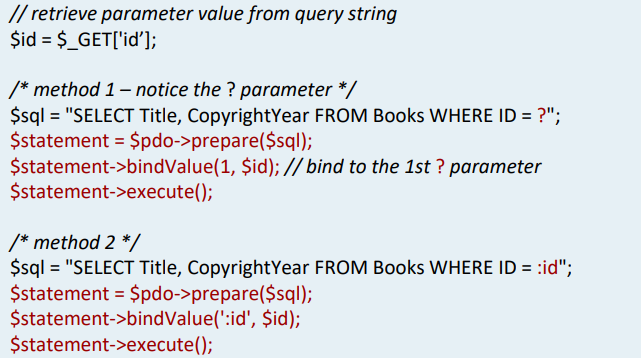 // retrieve parameter value from query string
$id = $_GET['id’];
/* method 1 – notice the ? parameter */
$sql = "SELECT Title, CopyrightYear FROM Books WHERE ID = ?";
$statement = $pdo->prepare($sql);
$statement->bindValue(1, $id); // bind to the 1st ? parameter
$statement->execute();
/* method 2 */
$sql = "SELECT Title, CopyrightYear FROM Books WHERE ID = :id";
$statement = $pdo->prepare($sql);
$statement->bindValue(':id', $id);
$statement->execute();